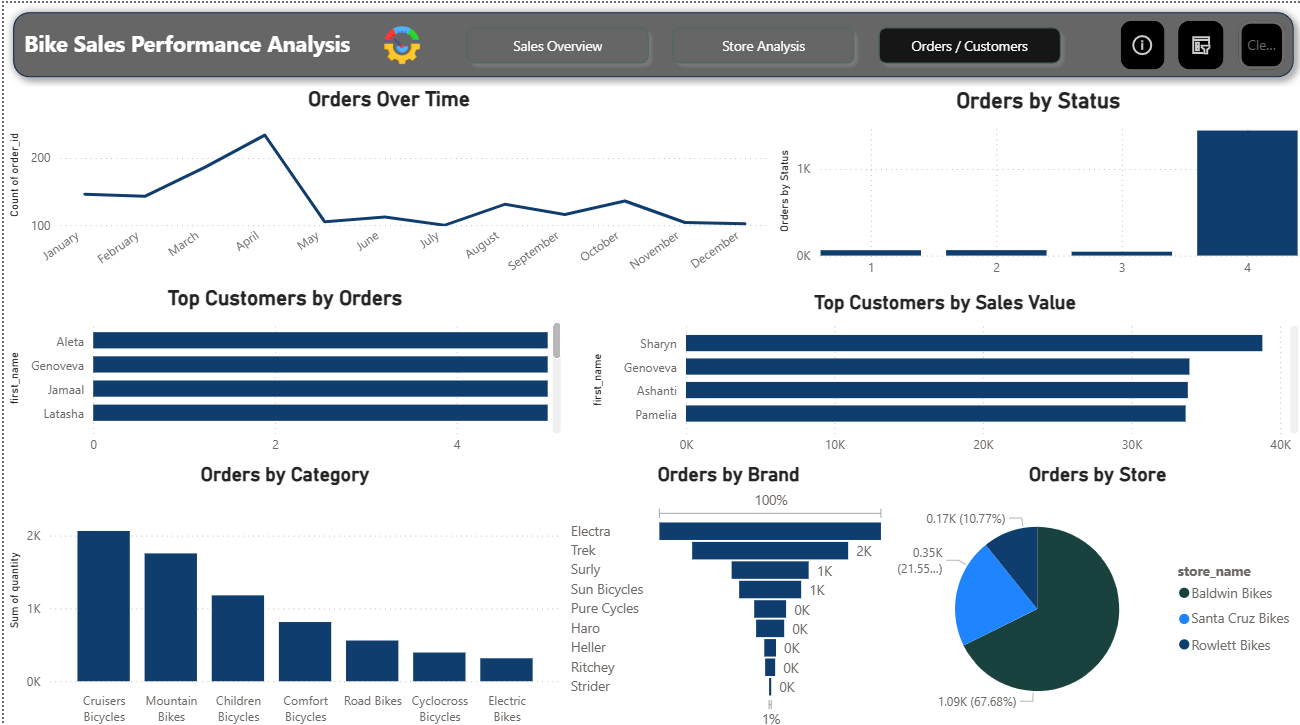 Bike Sales Performance Analysis
Sales Overview
Store Analysis
Orders / Customers
Cle...
Orders Over Time
Count of order_id
200
100
January
February
March
April
May
June
July
August
September
October
November
December
Orders by Status
Orders by Status
1K
0K
1
2
3
4
Top Customers by Orders
first_name
Aleta
Genoveva
Jamaal
Latasha
0
2
4
Top Customers by Sales Value
first_name
Sharyn
Genoveva
Ashanti
Pamelia
0K
10K
20K
30K
40K
Orders by Category
Sum of quantity
2K
1K
0K
Cruisers
Bicycles
Mountain
Bikes
Children
Bicycles
Comfort
Bicycles
Road Bikes
Cyclocross
Bicycles
Electric
Bikes
Orders by Brand
100%
Electra
Trek
2K
Surly
1K
Sun Bicycles
1K
Pure Cycles
0K
Haro
0K
Heller
0K
Ritchey
0K
Strider
0K
1%
Orders by Store
0.17K (10.77%)
0.35K
(21.55...)
1.09K (67.68%)
store_name
Baldwin Bikes
Santa Cruz Bikes
Rowlett Bikes